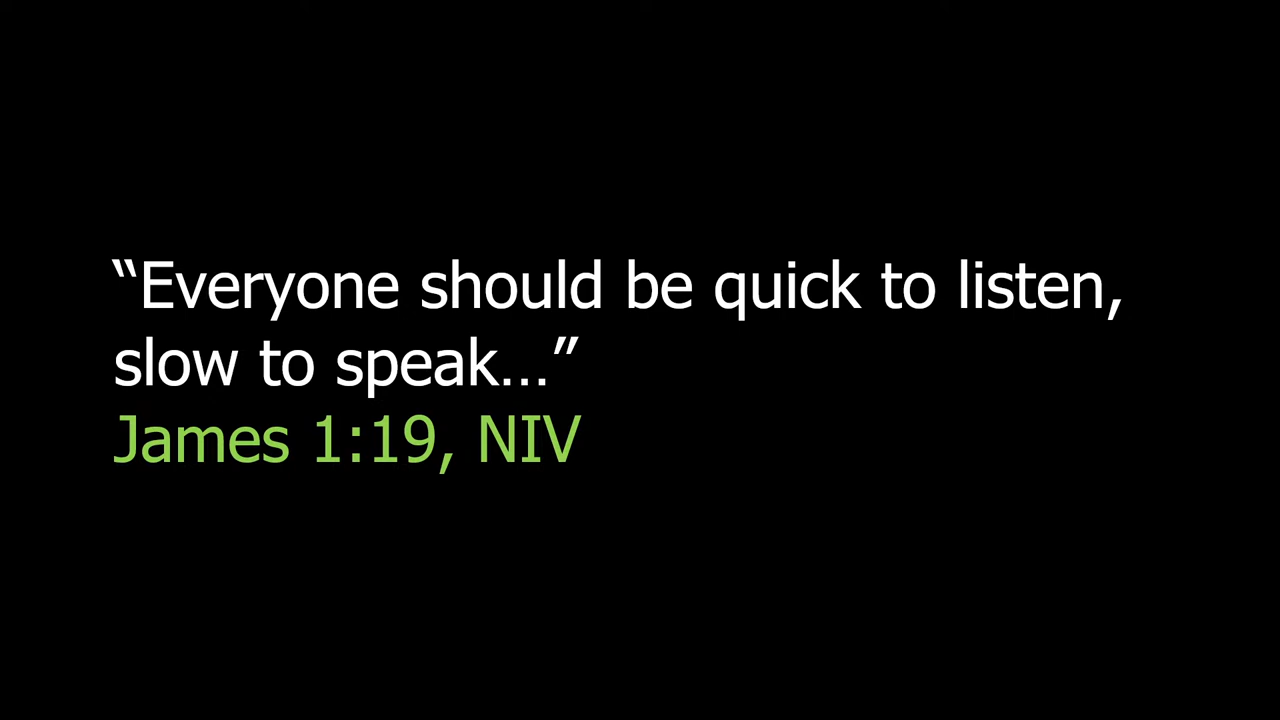 “Everyone should be quick to listen,
slow to speak…”
James 1:19, NIV